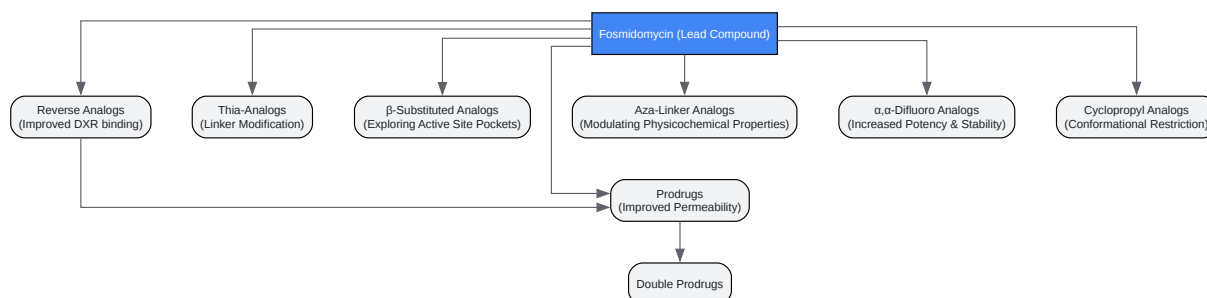 Fosmidomycin (Lead Compound)
Reverse Analogs
(Improved DXR binding)
Thia-Analogs
(Linker Modification)
β-Substituted Analogs
(Exploring Active Site Pockets)
Aza-Linker Analogs
(Modulating Physicochemical Properties)
α,α-Difluoro Analogs
(Increased Potency & Stability)
Cyclopropyl Analogs
(Conformational Restriction)
Prodrugs
(Improved Permeability)
Double Prodrugs